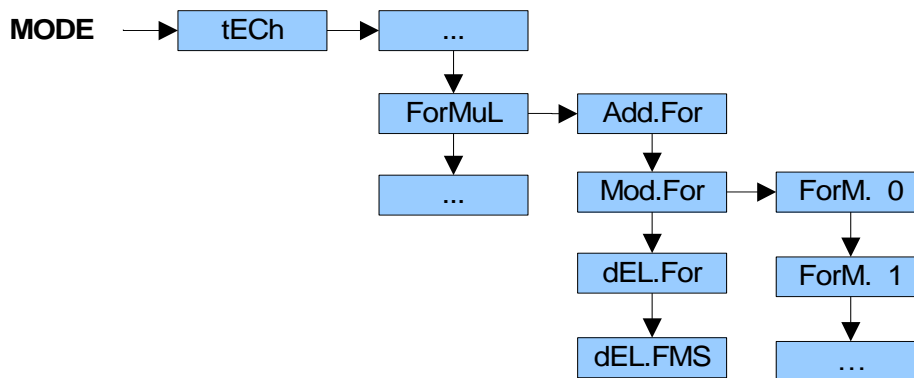 MODE tECh ...
ForMuL Add.For
... Mod.For ForM. 0
dEL.For ForM. 1
dEL.FMS ...